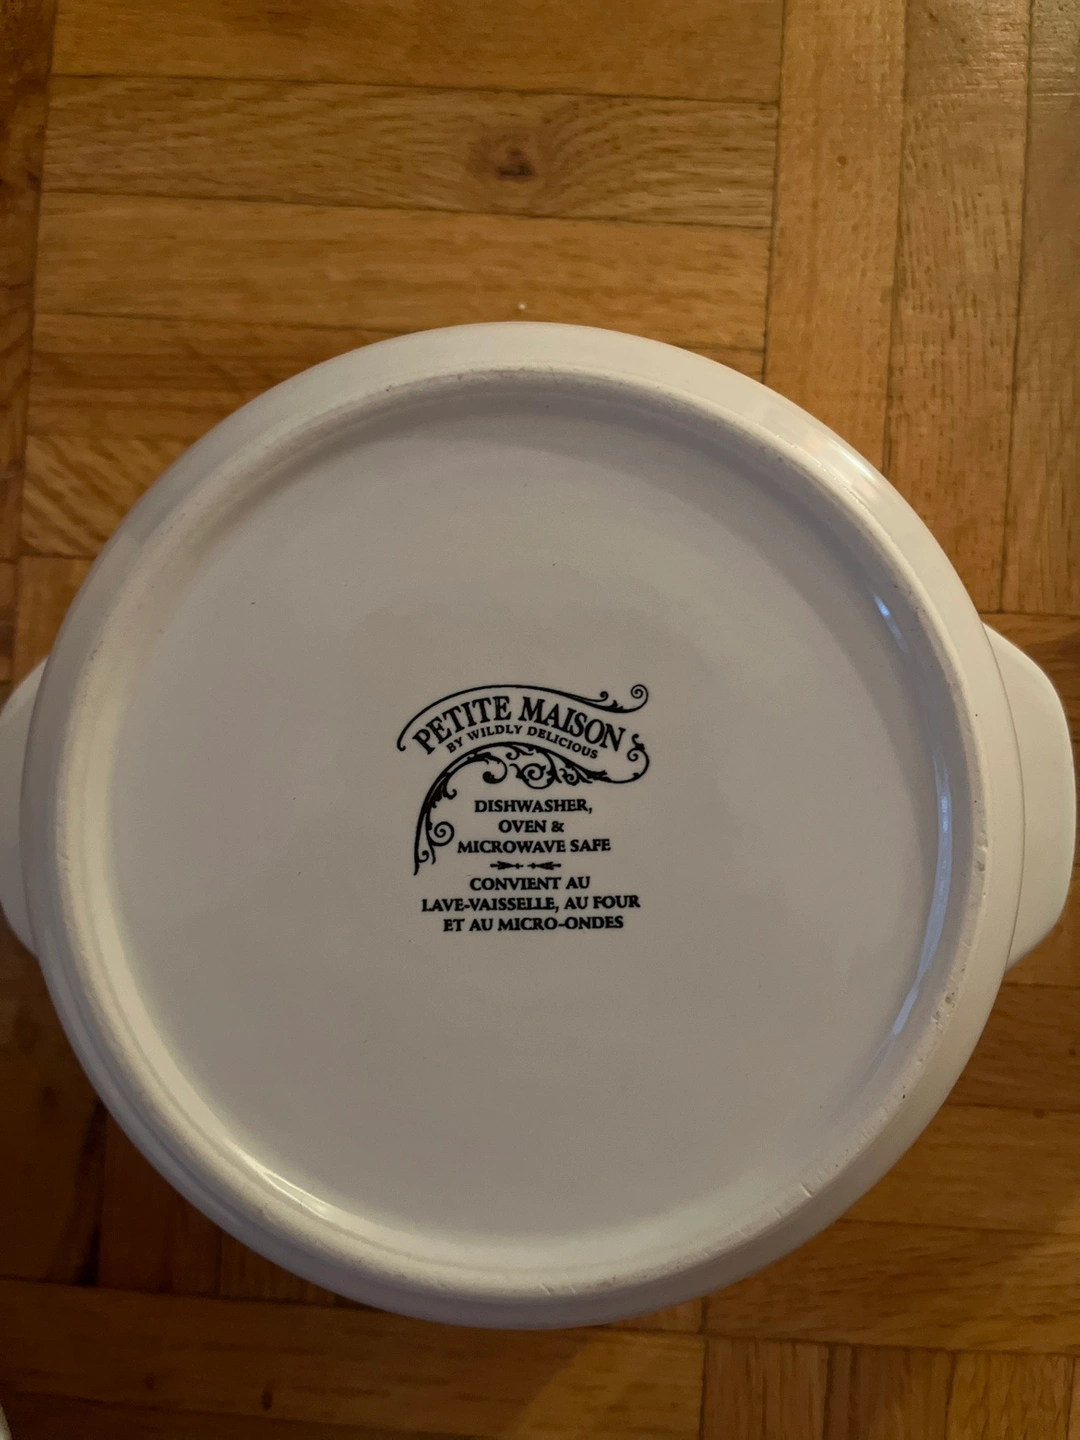 PETITE MAISON
BY WILDLY DELICIOUS
DISHWASHER,
OVEN &
MICROWAVE SAFE
CONVIENT AU
LAVE-VAISSELLE, AU FOUR
ET AU MICRO-ONDES